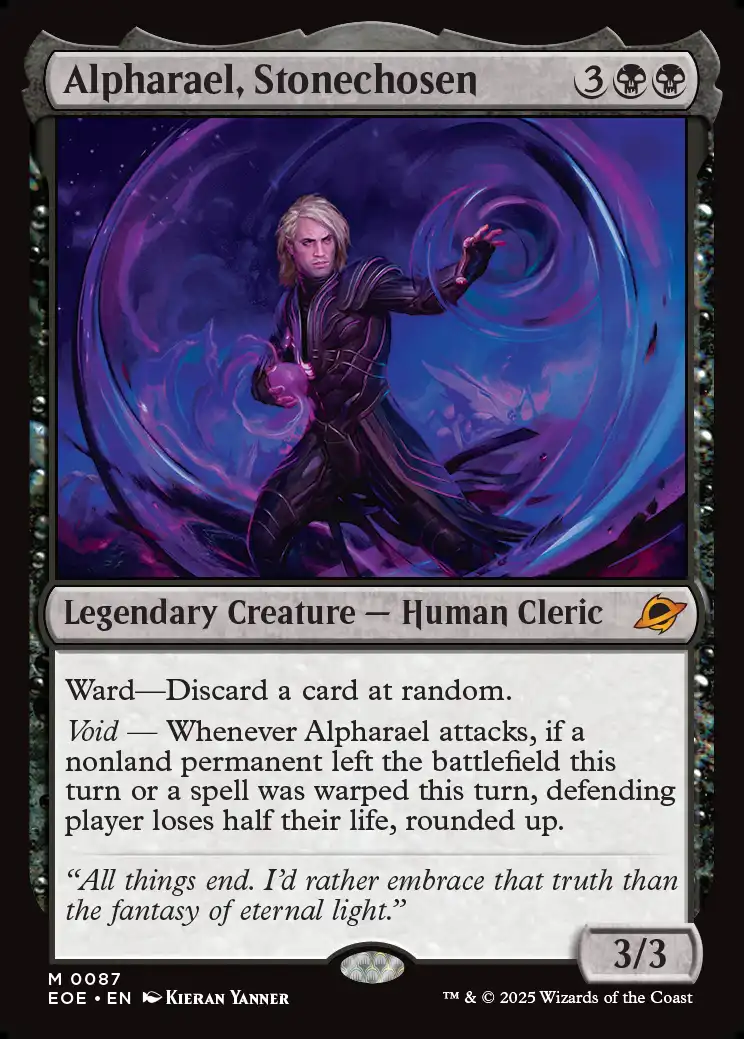 Alpharael, Stonechosen 3
Legendary Creature — Human Cleric
Ward—Discard a card at random.
Void — Whenever Alpharael attacks, if a
nonland permanent left the battlefield this
turn or a spell was warped this turn, defending
player loses half their life, rounded up.
“All things end. I’d rather embrace that truth than
the fantasy of eternal light.”
3/3
M 0087
EOE • EN Kieran Yanner
™ & © 2025 Wizards of the Coast